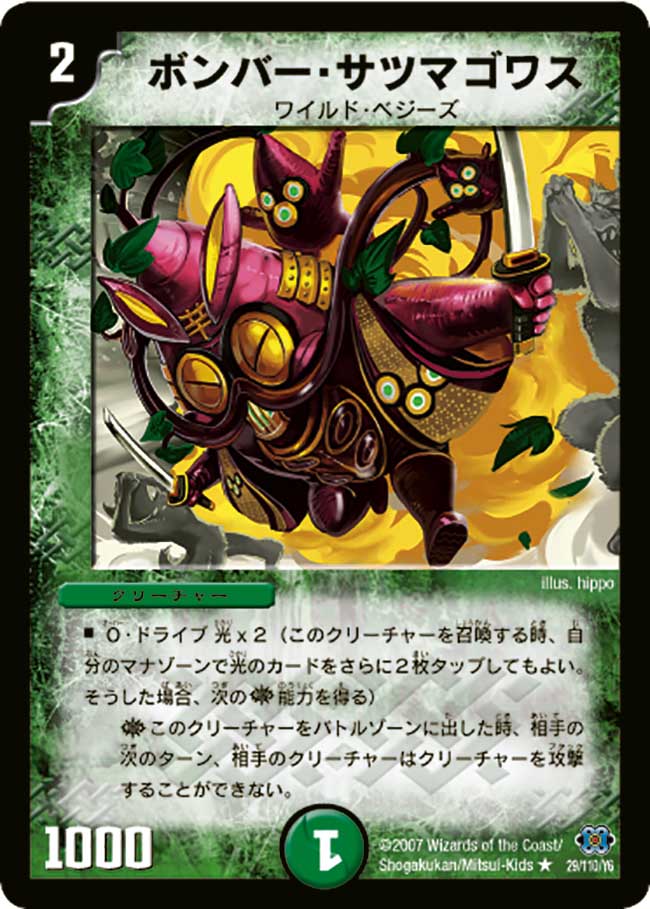 2
ボンバー・サツマゴワス
ワイルド・ベジーズ
illus. hippo
クリーチャー
■ O・ドライブ 光x2（このクリーチャーを召喚する時、自
分のマナゾーンで光のカードをさらに2枚タップしてもよい。
そうした場合、次の 能力を得る）
このクリーチャーをバトルゾーンに出した時、相手の
次のターン、相手のクリーチャーはクリーチャーを攻撃
することができない。
1000
1
©2007 Wizards of the Coast/
Shogakukan/Mitsui-Kids ★ 29/110/Y6